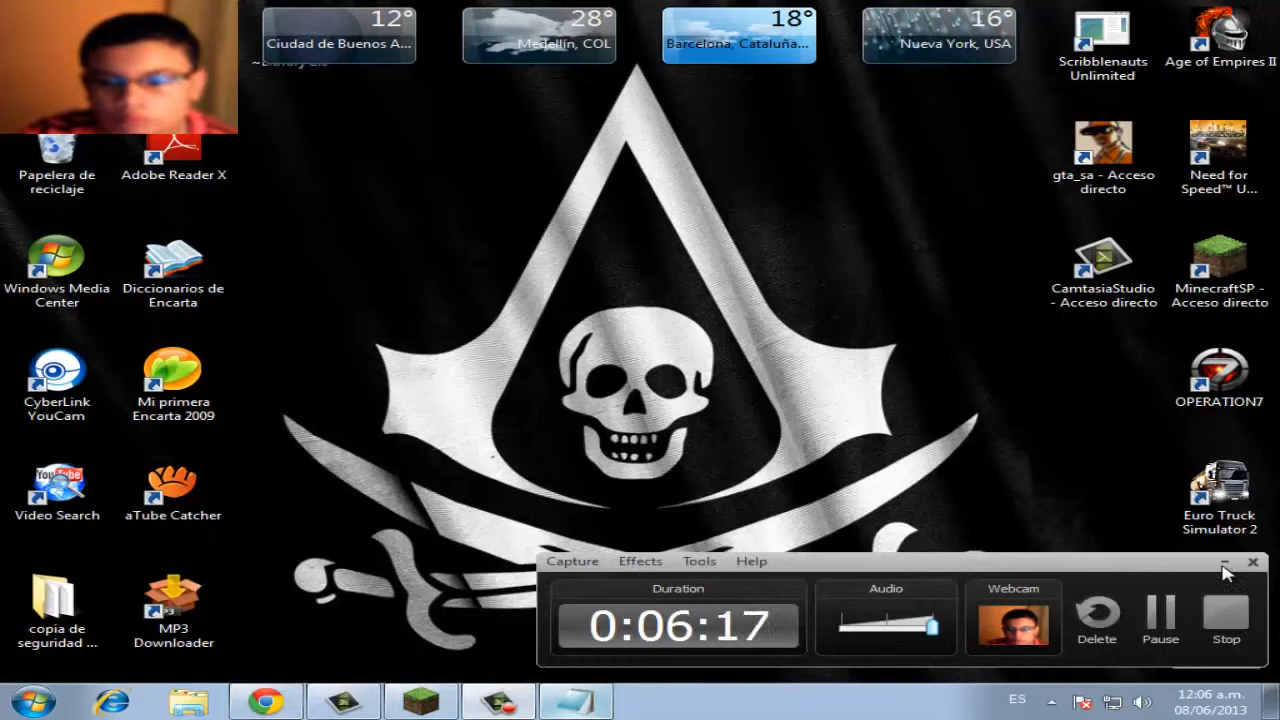 12°
Ciudad de Buenos A...
28°
Medellín, COL
18°
Barcelona, Cataluña...
16°
Nueva York, USA
Scribblenauts
Unlimited
Age of Empires II
Papelera de
reciclaje
Adobe Reader X
gta_sa - Acceso
directo
Need for
Speed™ U...
Windows Media
Center
Diccionarios de
Encarta
CamtasiaStudio
- Acceso directo
MinecraftSP -
Acceso directo
CyberLink
YouCam
Mi primera
Encarta 2009
OPERATION7
YouTube
Video Search
aTube Catcher
Euro Truck
Simulator 2
copia de
seguridad ...
MP3
Downloader
Capture Effects Tools Help
Duration
0:06:17
Audio
Webcam
Delete
Pause
Stop
ES
12:06 a.m.
08/06/2013